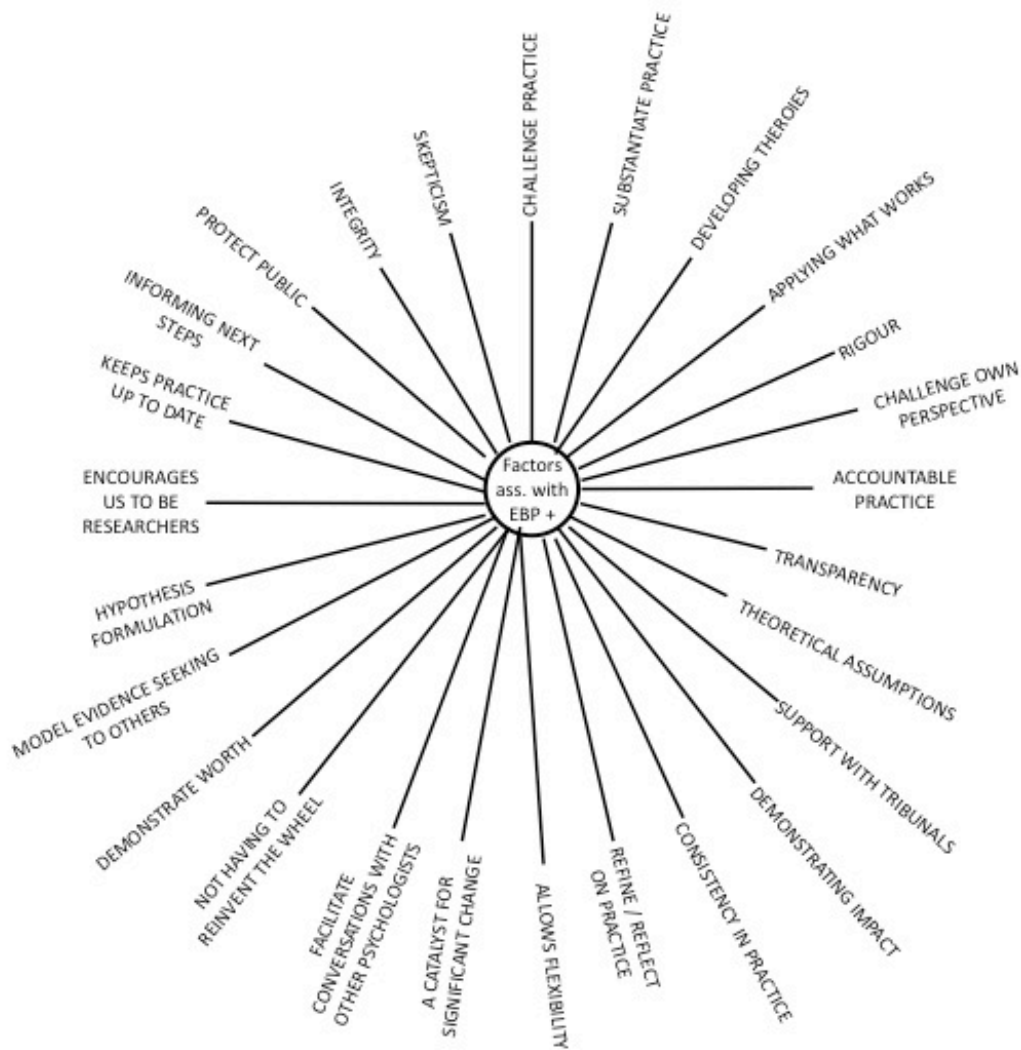 Factors
ass. with
EBP +
CHALLENGE PRACTICE
SUBSTANTIATE PRACTICE
DEVELOPING THEROIES
APPLYING WHAT WORKS
RIGOUR
CHALLENGE OWN
PERSPECTIVE
ACCOUNTABLE
PRACTICE
TRANSPARENCY
THEORETICAL ASSUMPTIONS
SUPPORT WITH TRIBUNALS
DEMONSTRATING IMPACT
CONSISTENCY IN PRACTICE
REFINE / REFLECT
ON PRACTICE
ALLOWS FLEXIBILITY
A CATALYST FOR
SIGNIFICANT CHANGE
FACILITATE
CONVERSATIONS WITH
OTHER PSYCHOLOGISTS
NOT HAVING TO
REINVENT THE WHEEL
DEMONSTRATE WORTH
MODEL EVIDENCE SEEKING
TO OTHERS
HYPOTHESIS
FORMULATION
ENCOURAGES
US TO BE
RESEARCHERS
KEEPS PRACTICE
UP TO DATE
INFORMING NEXT
STEPS
PROTECT PUBLIC
INTEGRITY
SKEPTICISM